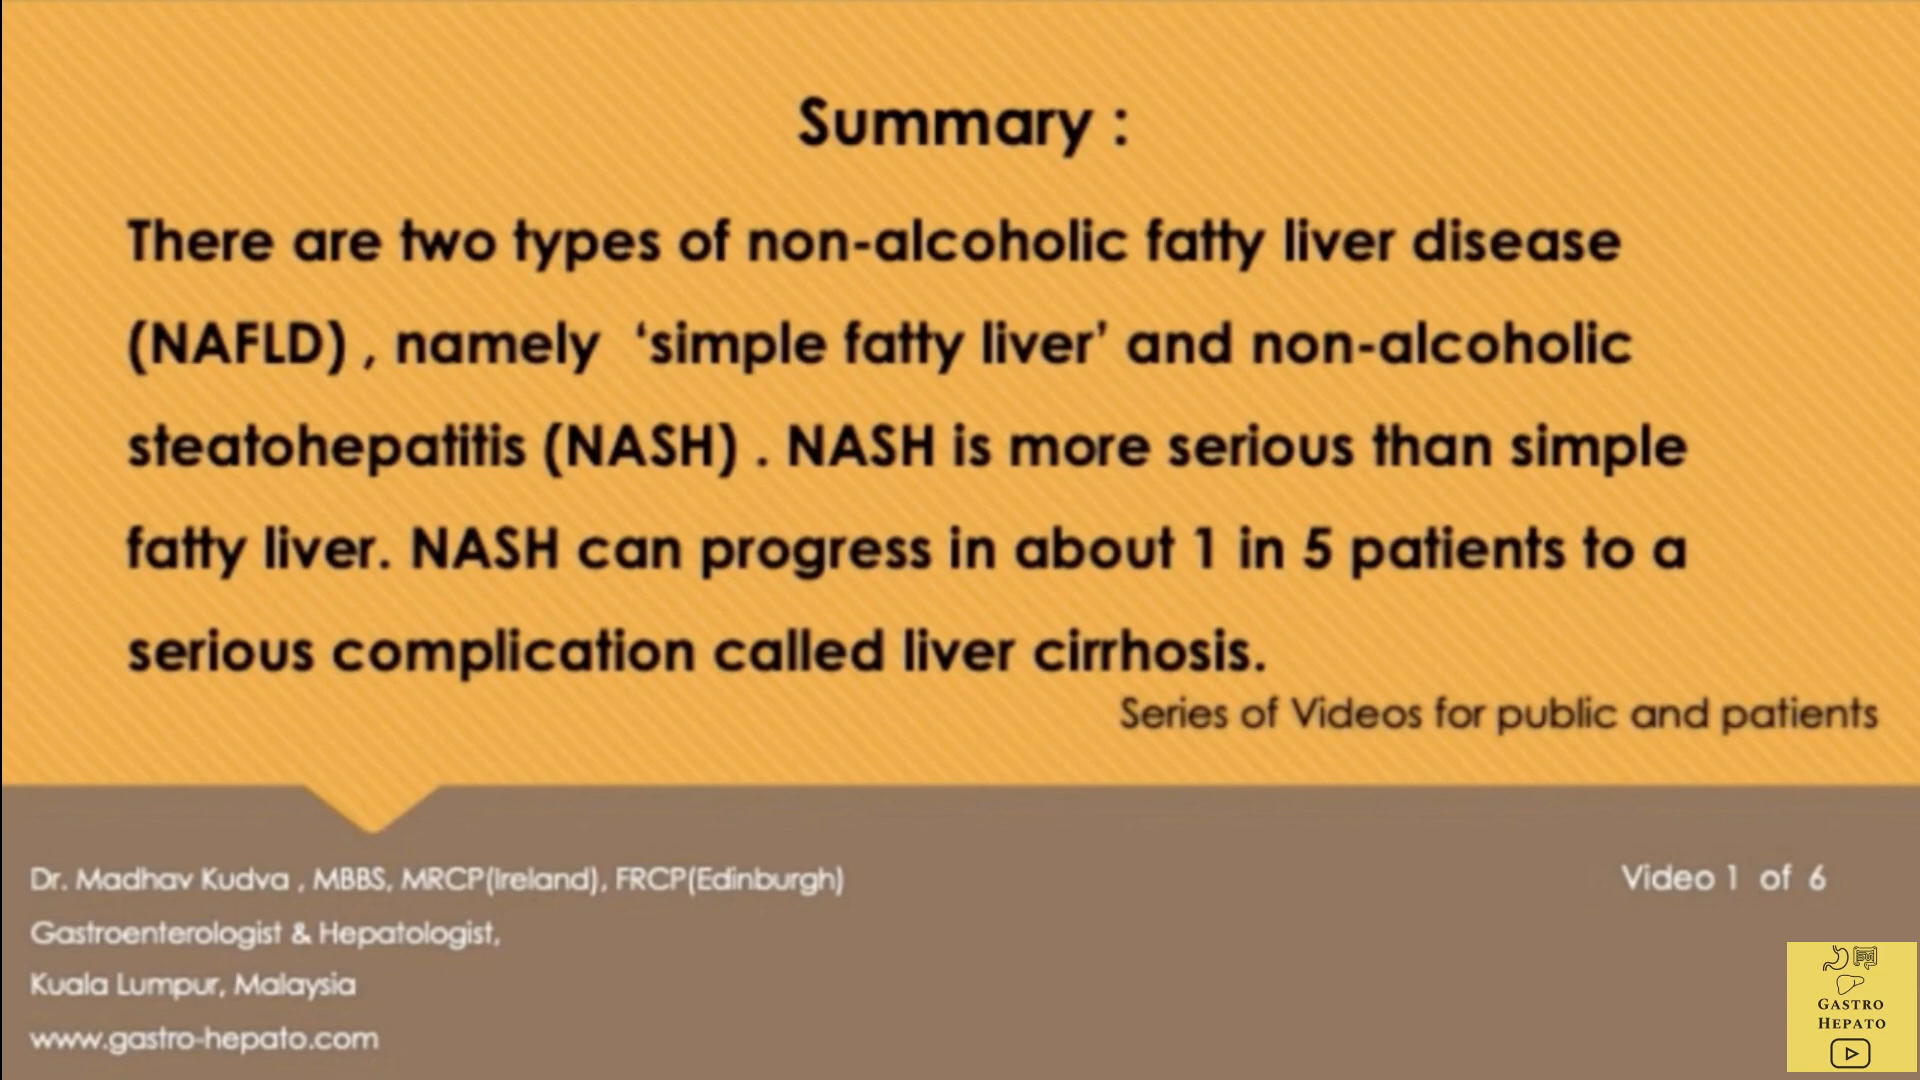 Summary :
There are two types of non-alcoholic fatty liver disease
(NAFLD) , namely ‘simple fatty liver’ and non-alcoholic
steatohepatitis (NASH) . NASH is more serious than simple
fatty liver. NASH can progress in about 1 in 5 patients to a
serious complication called liver cirrhosis.
Series of Videos for public and patients
Dr. Madhav Kudva , MBBS, MRCP(Ireland), FRCP(Edinburgh)
Gastroenterologist & Hepatologist,
Kuala Lumpur, Malaysia
www.gastro-hepato.com
Video 1 of 6
GASTRO
HEPATO